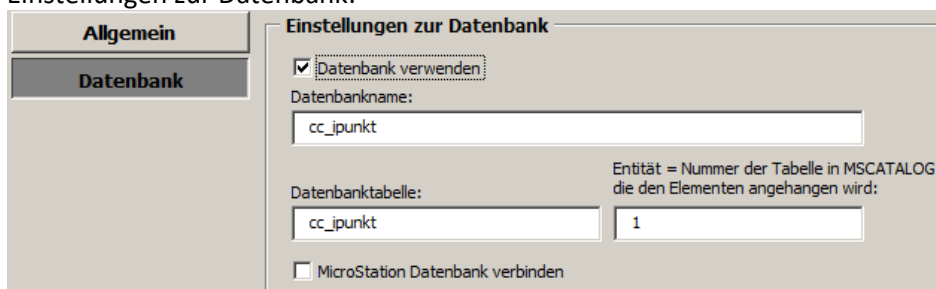 Einstellungen zur Datenbank:
Allgemein
Datenbank
Einstellungen zur Datenbank
Datenbank verwenden
Datenbankname:
cc_ipunkt
Datenbanktabelle:
cc_ipunkt
Entität = Nummer der Tabelle in MSCATALOG
die den Elementen angehangen wird:
1
MicroStation Datenbank verbinden